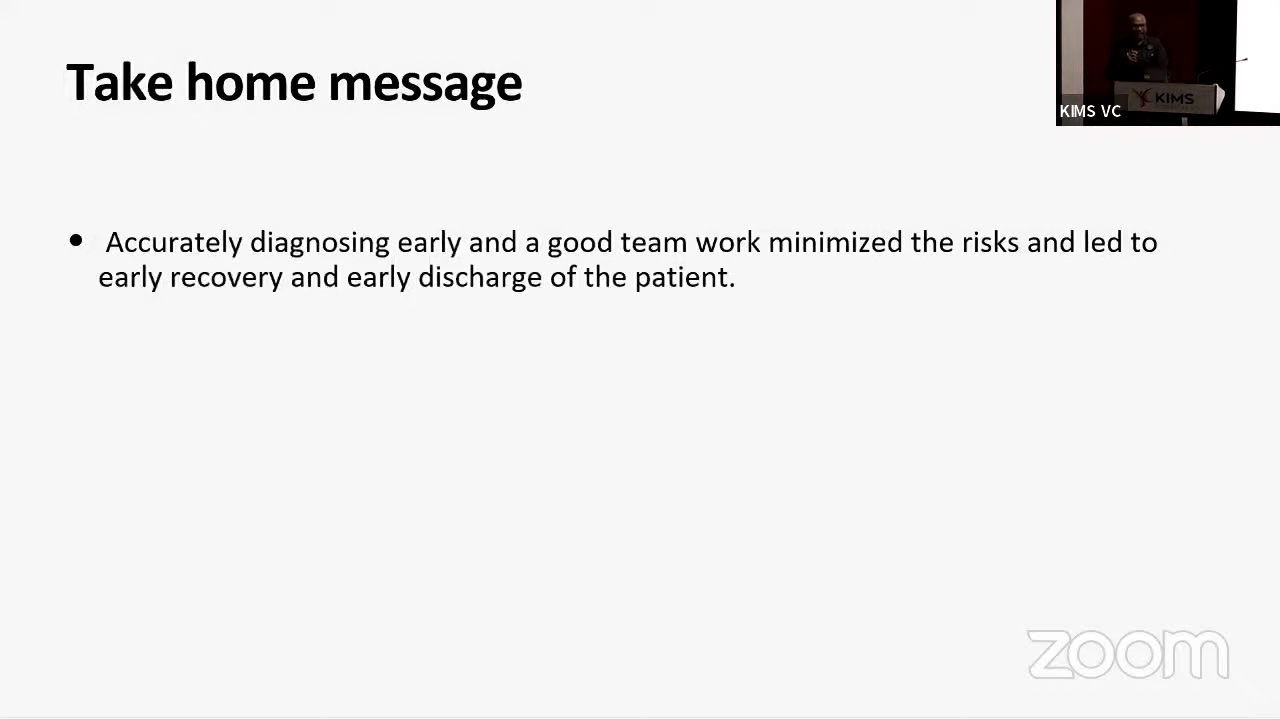 Take home message
KIMS
KIMS VC
• Accurately diagnosing early and a good team work minimized the risks and led to
early recovery and early discharge of the patient.
zoom